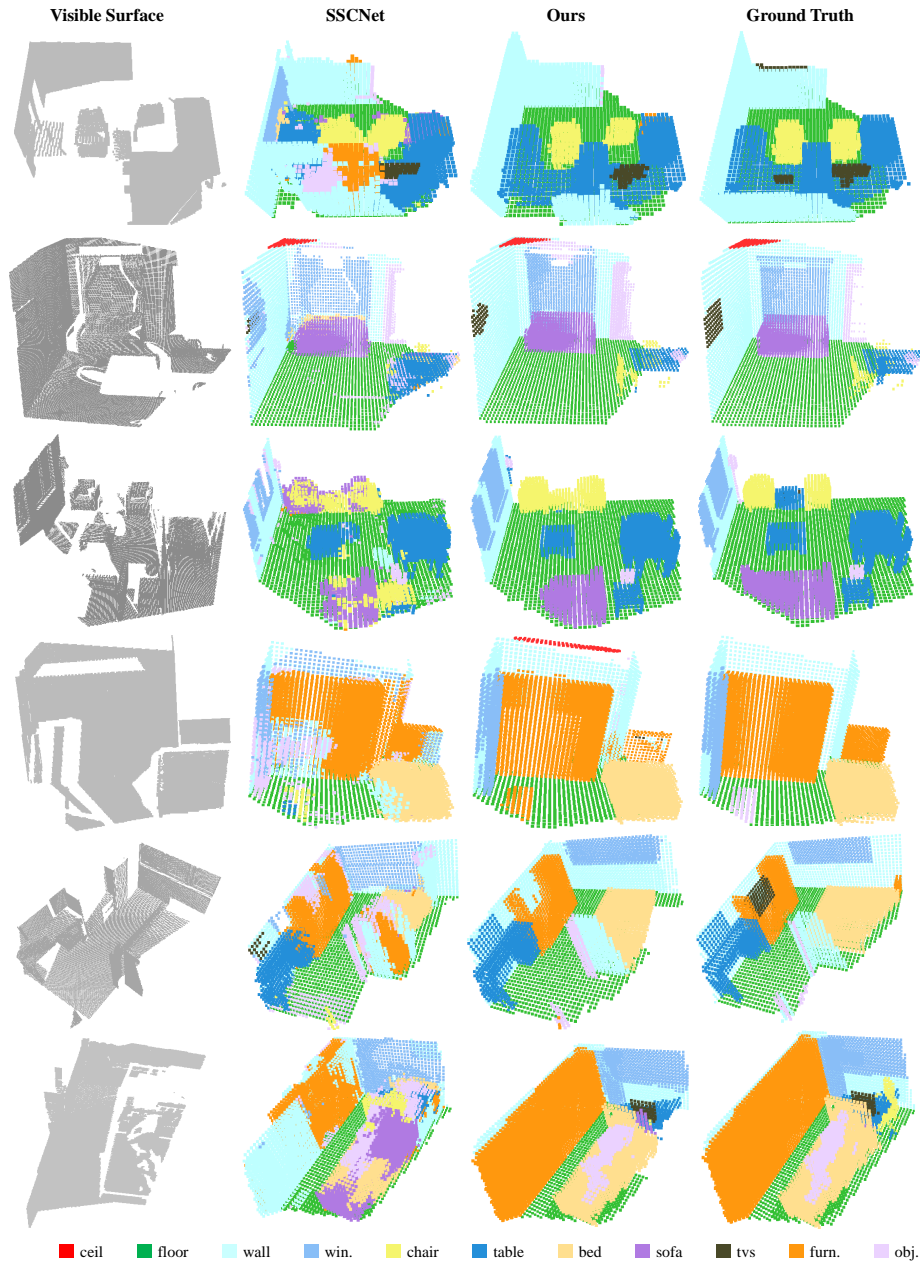 Visible Surface SSCNet Ours Ground Truth
ceil floor wall win. chair table bed sofa tvs furn. obj.